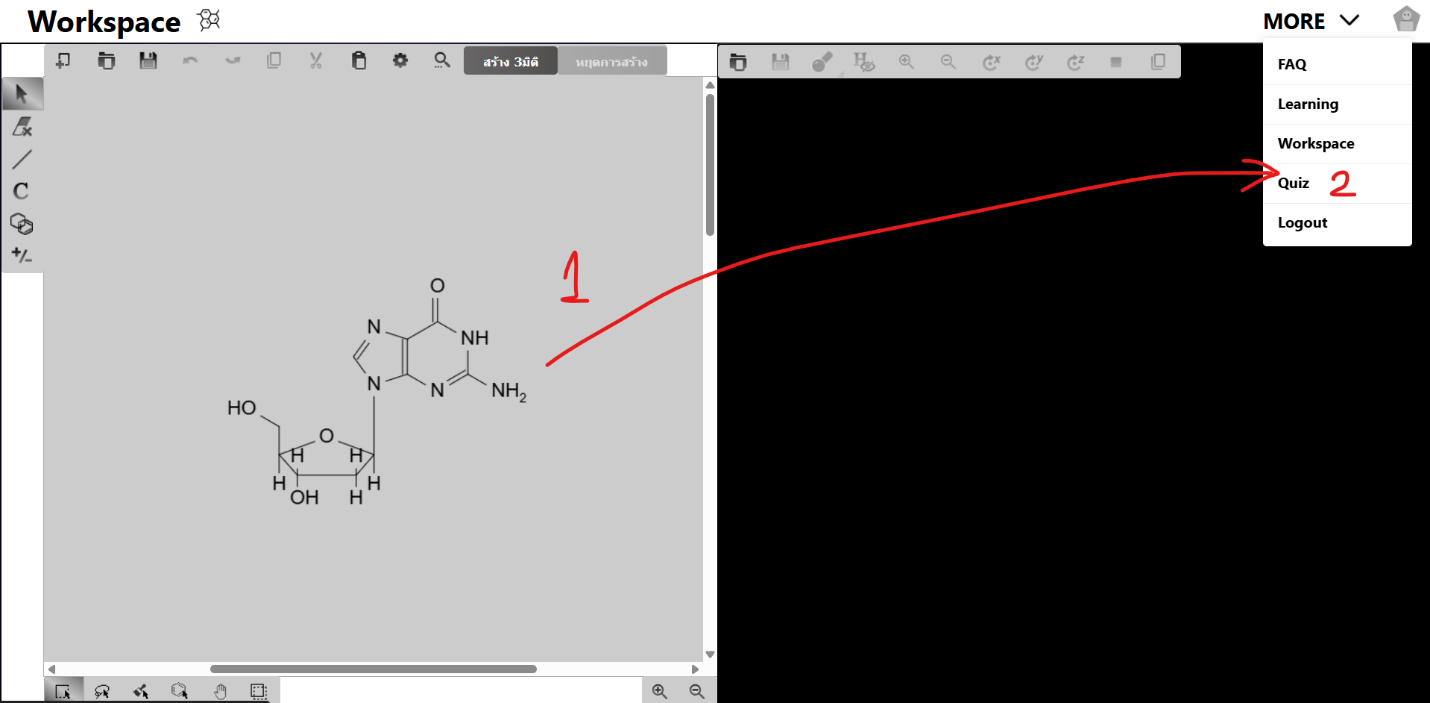 Workspace
MORE
สร้าง 3มิติ หยุดการสร้าง
H x y z
FAQ
Learning
Workspace
Quiz 2
Logout
C
+/-
1
O
N NH
N N NH2
HO
O
H H
H H
OH H